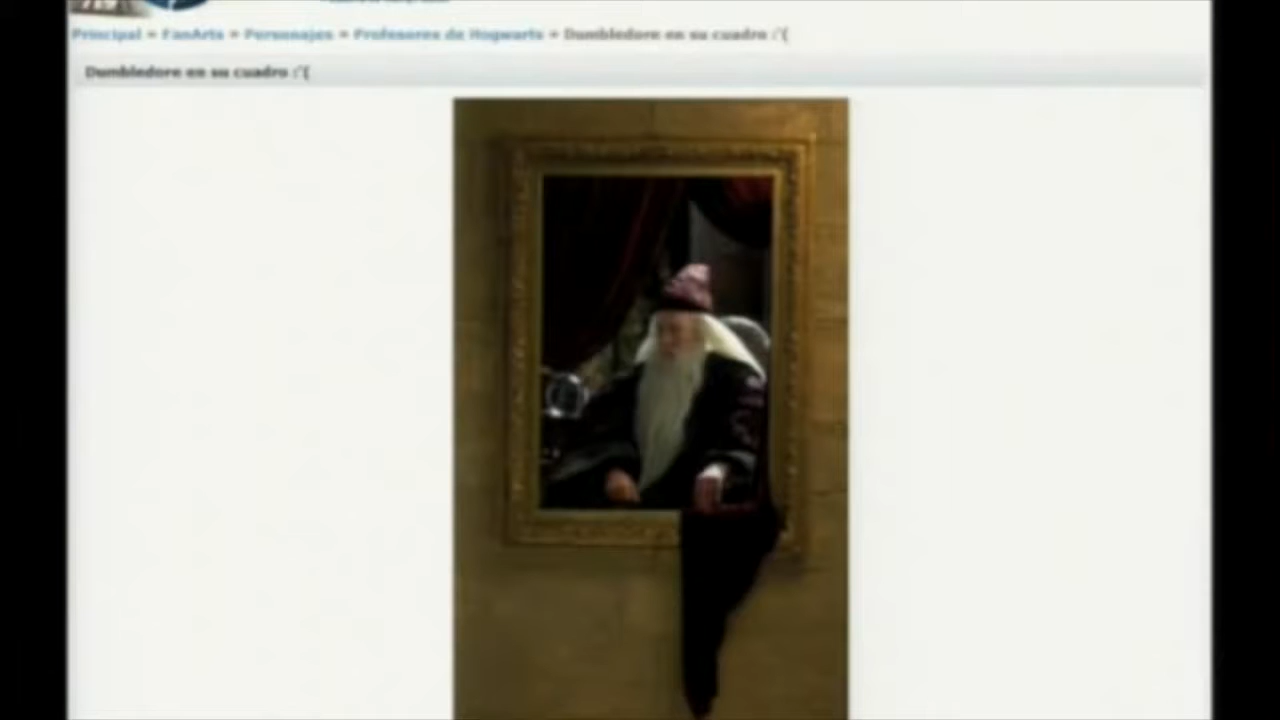 Principal » FanArts » Personajes » Profesores de Hogwarts » Dumbledore en su cuadro :'(
Dumbledore en su cuadro :'(